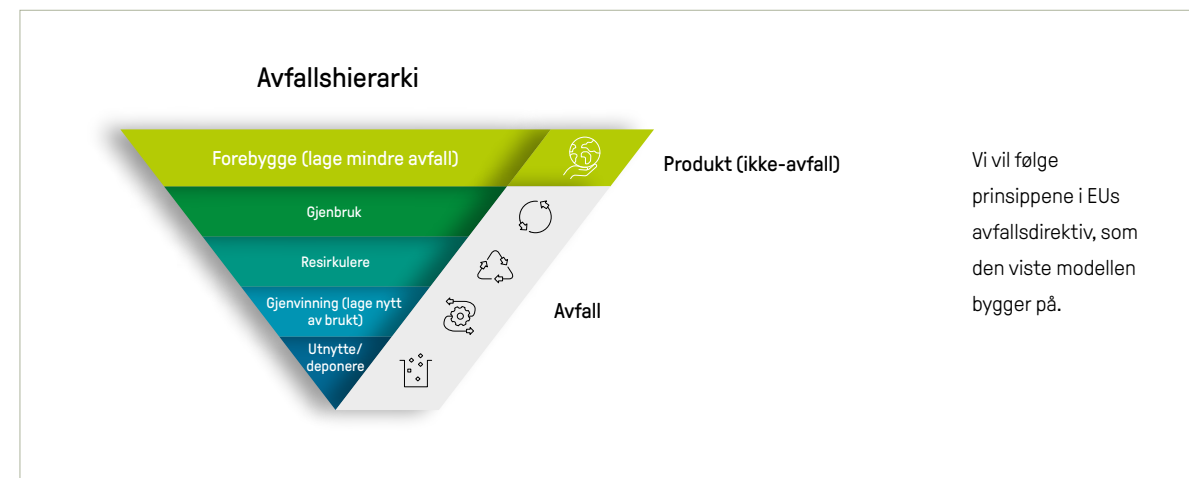 Avfallshierarki
Forebygge (lage mindre avfall)
Gjenbruk
Resirkulere
Gjenvinning (lage nytt
av brukt)
Utnytte/
deponere
Produkt (ikke-avfall)
Avfall
Vi vil følge
prinsippene i EUs
avfallsdirektiv, som
den viste modellen
bygger på.